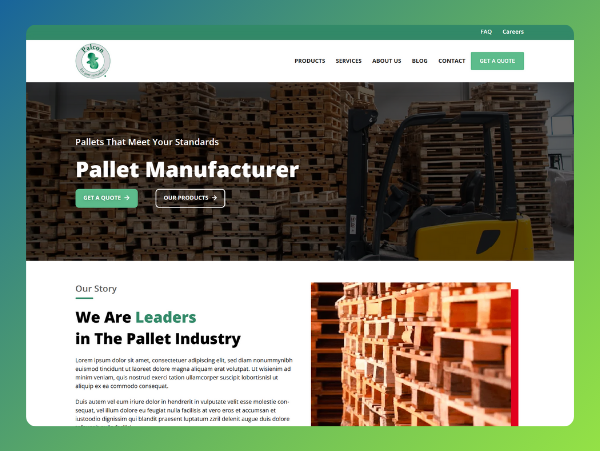 FAQ Careers
Palcon
PRODUCTS SERVICES ABOUT US BLOG CONTACT GET A QUOTE
Pallets That Meet Your Standards
Pallet Manufacturer
GET A QUOTE → OUR PRODUCTS →
Our Story
We Are Leaders
in The Pallet Industry
Lorem ipsum dolor sit amet, consectetuer adipiscing elit, sed diam nonummynibh
euismod tincidunt ut laoreet dolore magna aliquam erat volutpat. Ut wisienim ad
minim veniam, quis nostrud exerci tation ullamcorper suscipit lobortisnisl ut
aliquip ex ea commodo consequat.
Duis autem vel eum iriure dolor in hendrerit in vulputate velit esse molestie con-
sequat, vel illum dolore eu feugiat nulla facilisis at vero eros et accumsan et
iustoodio dignissim qui blandit praesent luptatum zzril delenit augue duis dolore